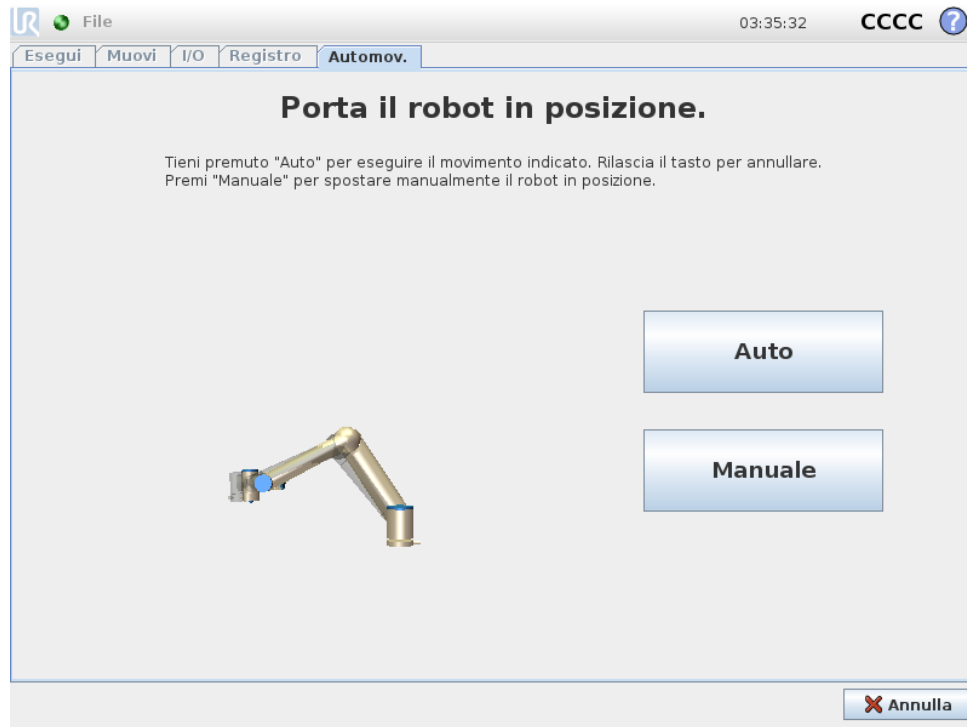 UR File 03:35:32 CCCC ?
Esegui Muovi I/O Registro Automov.
Porta il robot in posizione.
Tieni premuto "Auto" per eseguire il movimento indicato. Rilascia il tasto per annullare.
Premi "Manuale" per spostare manualmente il robot in posizione.
Auto
Manuale
Annulla